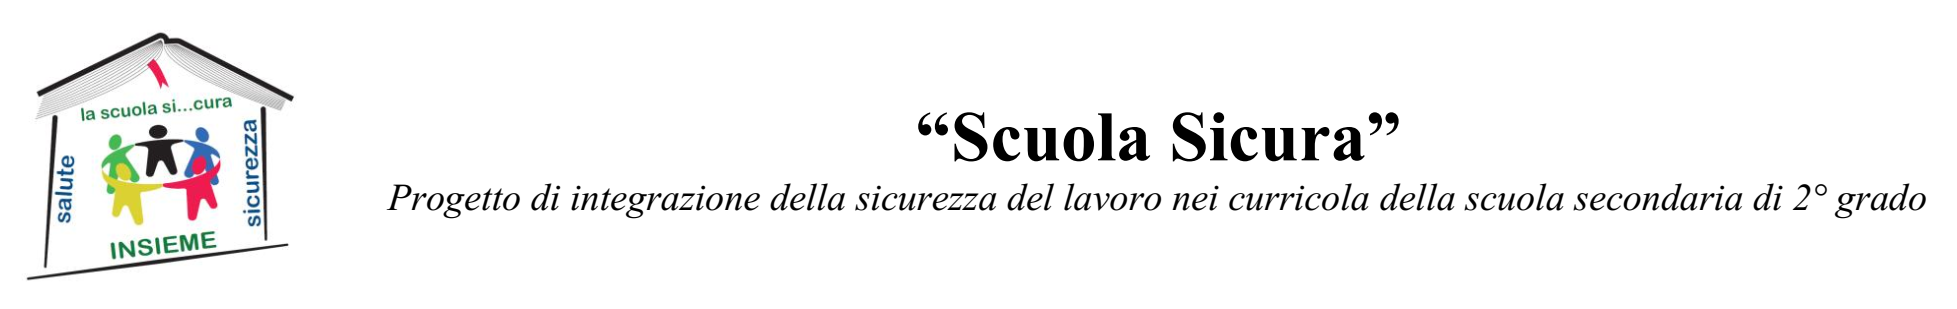 la scuola si...cura
salute
sicurezza
INSIEME
“Scuola Sicura”
Progetto di integrazione della sicurezza del lavoro nei curricola della scuola secondaria di 2° grado